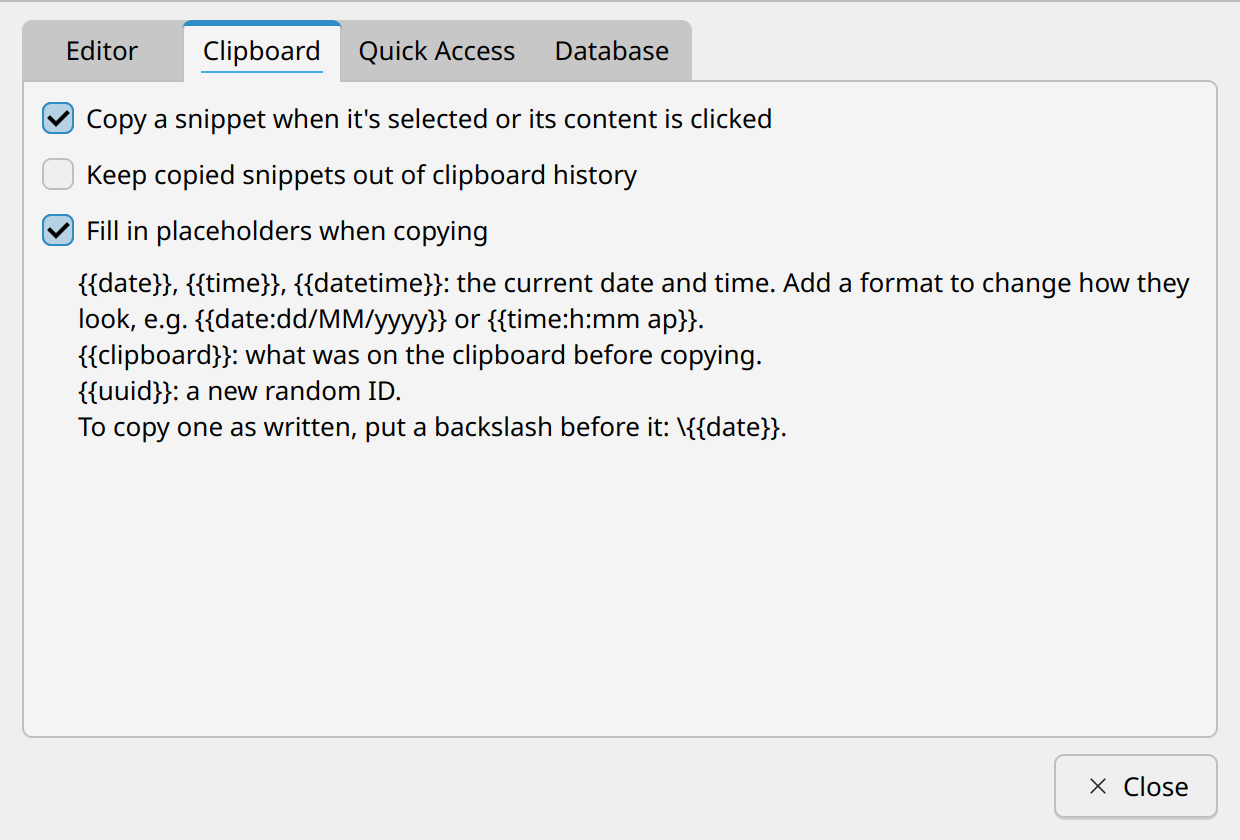 Editor Clipboard Quick Access Database
Copy a snippet when it's selected or its content is clicked
Keep copied snippets out of clipboard history
Fill in placeholders when copying
{{date}}, {{time}}, {{datetime}}: the current date and time. Add a format to change how they
look, e.g. {{date:dd/MM/yyyy}} or {{time:h:mm ap}}.
{{clipboard}}: what was on the clipboard before copying.
{{uuid}}: a new random ID.
To copy one as written, put a backslash before it: \{{date}}.
Close